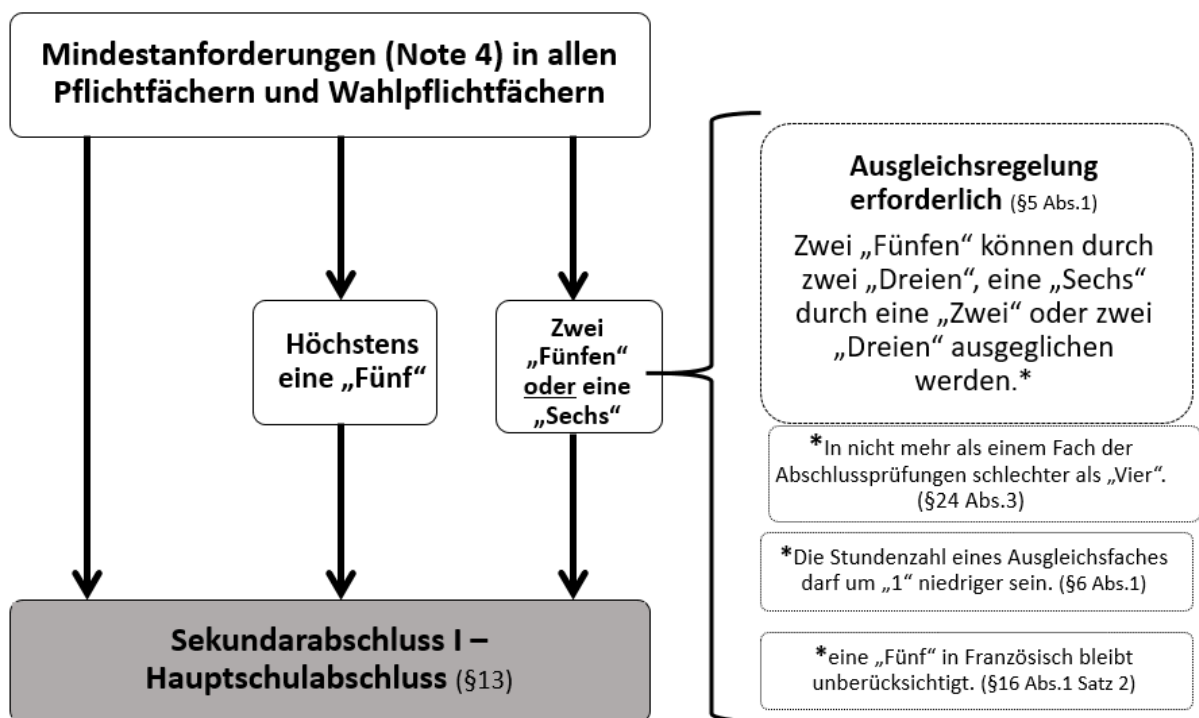 Mindestanforderungen (Note 4) in allen
Pflichtfächern und Wahlpflichtfächern
Höchstens
eine „Fünf“
Zwei
„Fünfen“
oder eine
„Sechs“
Sekundarabschluss I –
Hauptschulabschluss (§13)
Ausgleichsregelung
erforderlich (§5 Abs.1)
Zwei „Fünfen“ können durch
zwei „Dreien“, eine „Sechs“
durch eine „Zwei“ oder zwei
„Dreien“ ausgeglichen
werden.*
*In nicht mehr als einem Fach der
Abschlussprüfungen schlechter als „Vier“.
(§24 Abs.3)
*Die Stundenzahl eines Ausgleichsfaches
darf um „1“ niedriger sein. (§6 Abs.1)
*eine „Fünf“ in Französisch bleibt
unberücksichtigt. (§16 Abs.1 Satz 2)